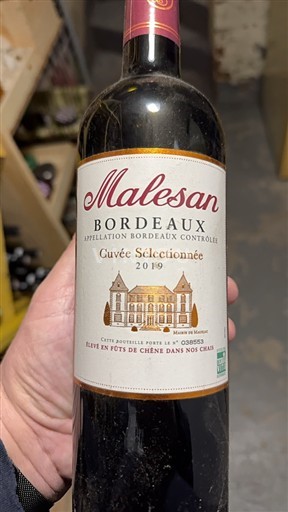 Malesan
BORDEAUX
APPELLATION BORDEAUX CONTRÔLÉE
Cuvée Sélectionnée
2019
CETTE BOUTEILLE PORTE LE N° 038553
ÉLEVÉ EN FÛTS DE CHÊNE DANS NOS CHAIS